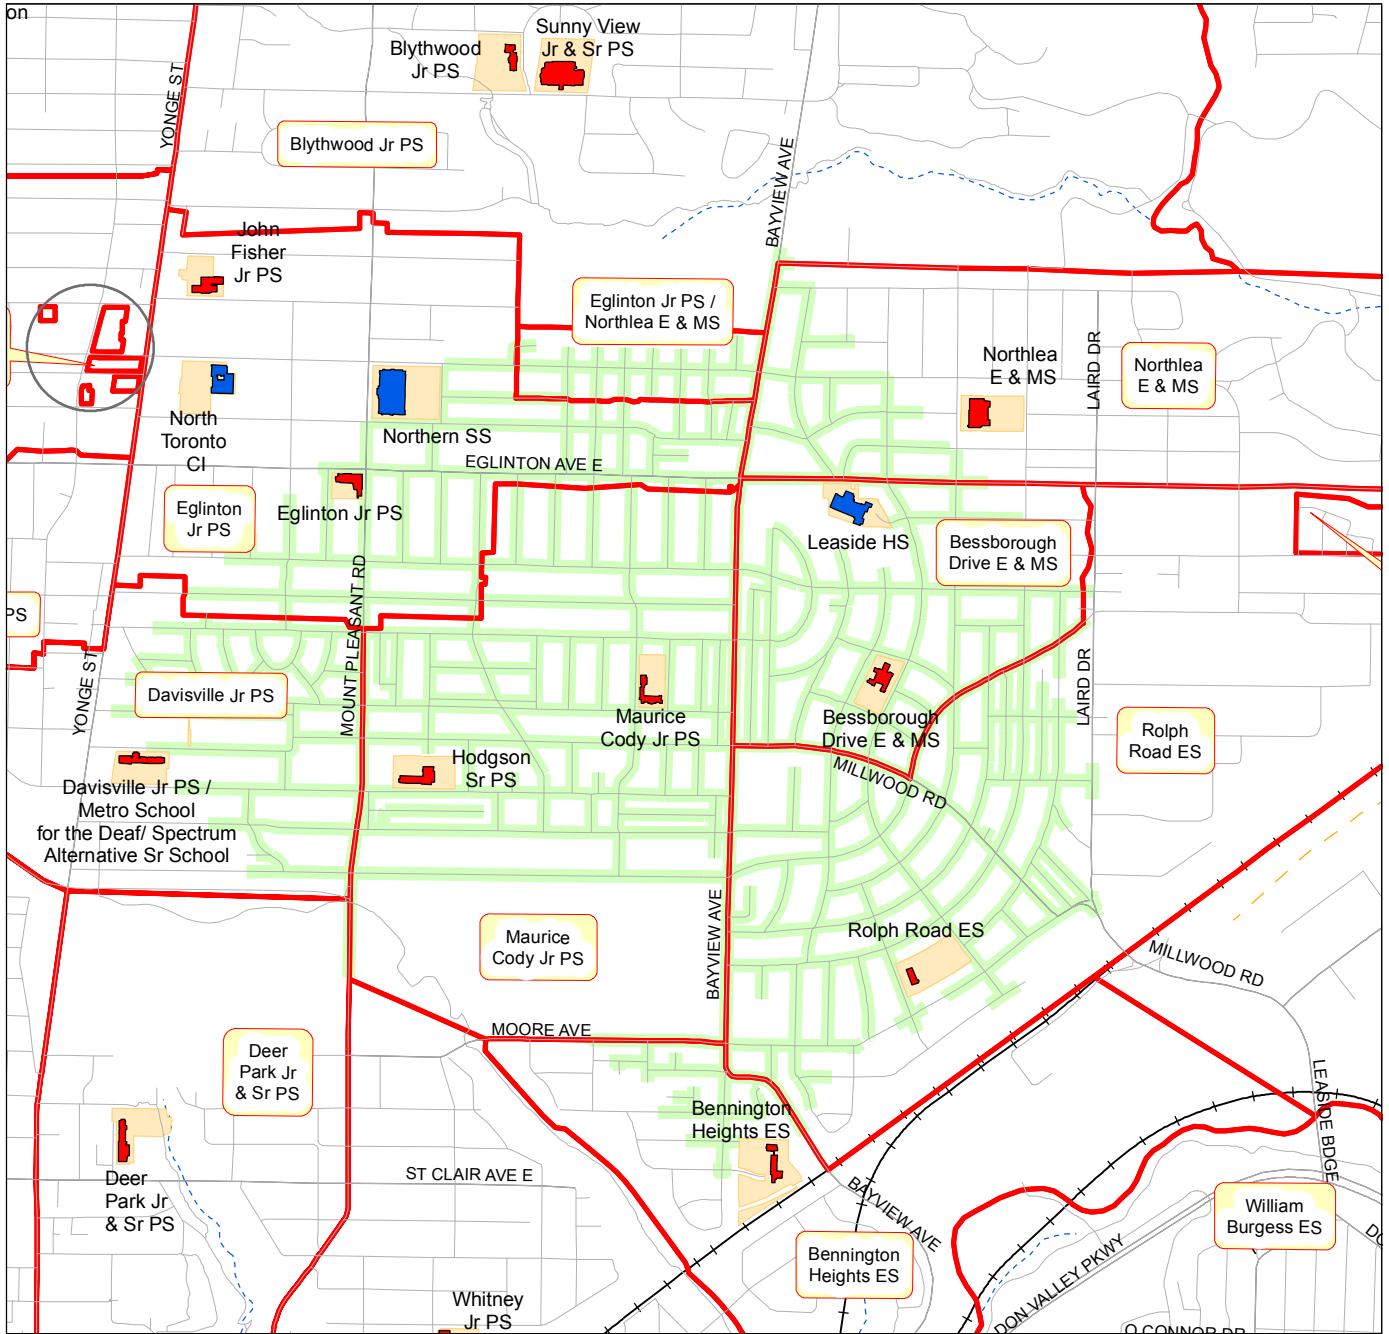 on
Sunny View
Jr & Sr PS
Blythwood
Jr PS
YONGE ST
Blythwood Jr PS
BAYVIEW AVE
John
Fisher
Jr PS
Eglinton Jr PS /
Northlea E & MS
LAIRD DR
Northlea
E & MS
Northlea
E & MS
North
Toronto
CI
Northern SS
EGLINTON AVE E
Eglinton
Jr PS
Eglinton Jr PS
Leaside HS
Bessborough
Drive E & MS
PS
MOUNT PLEASANT RD
YONGE ST
Davisville Jr PS
Maurice
Cody Jr PS
Bessborough
Drive E & MS
LAIRD DR
Rolph
Road ES
Hodgson
Sr PS
MILLWOOD RD
Davisville Jr PS /
Metro School
for the Deaf/ Spectrum
Alternative Sr School
BAYVIEW AVE
Maurice
Cody Jr PS
Rolph Road ES
MILLWOOD RD
MOORE AVE
Deer
Park Jr
& Sr PS
LEASIDE BDGE
Bennington
Heights ES
Deer
Park Jr
& Sr PS
ST CLAIR AVE E
BAYVIEW AVE
William
Burgess ES
Bennington
Heights ES
DON VALLEY PKWY
DO
Whitney
Jr PS
O CONNOR DR